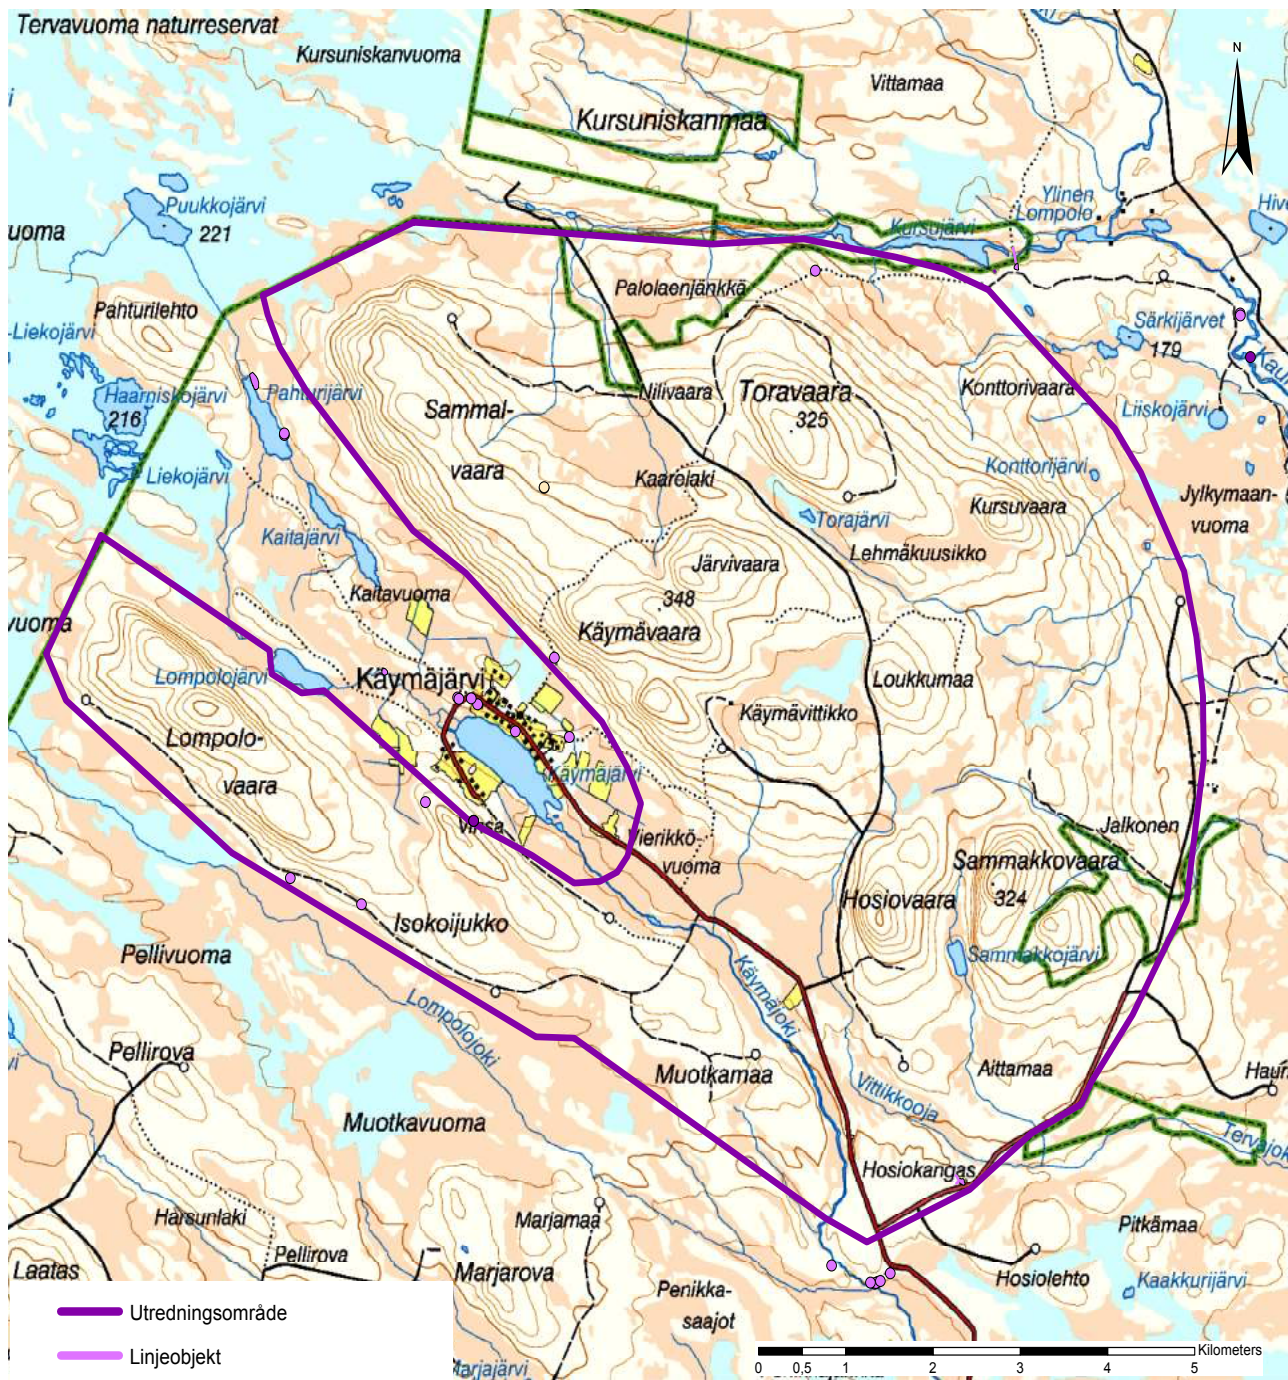 Tervavuoma naturreservat
Kursuniskanvuoma
Vittamaa
N
Kursuniskanmaa
Puukkojärvi
221
Ylinen
Lompolo
Kursujärvi
uoma
Palolaenjänkkä
Pahturilehto
Särkijärvet
179
-Liekojärvi
Haarniskojärvi
216
Pahturijärvi
Nilivaara
Toravaara
325
Konttorivaara
Liiskojärvi
Sammal-
vaara
Liekojärvi
Kaarelaki
Konttorijärvi
Kursuvaara
Jylkymaan-
vuoma
Torajärvi
Kaitajärvi
Lehmäkuusikko
Järvivaara
Kaitavuoma
348
Käymävaara
vuoma
Lompolojärvi
Käymäjärvi
Loukkumaa
Käymävittikko
Lompolo-
vaara
Käymäjärvi
Vinsa
Vierikkö-
vuoma
Jalkonen
Sammakkovaara
324
Hosiovaara
Isokoijukko
Pellivuoma
Sammakkojärvi
Käymäjoki
Lompolojoki
Pellirova
Muotkamaa
Aittamaa
Vittikkooja
Muotkavuoma
Hosiokangas
Harsunlaki
Marjamaa
Pitkämaa
Pellirova
Laatas
Marjarova
Hosiolehto
Kaakkurijärvi
Penikka-
saajot
Utredningsområde
Linjeobjekt
Kilometers
0 0,5 1 2 3 4 5